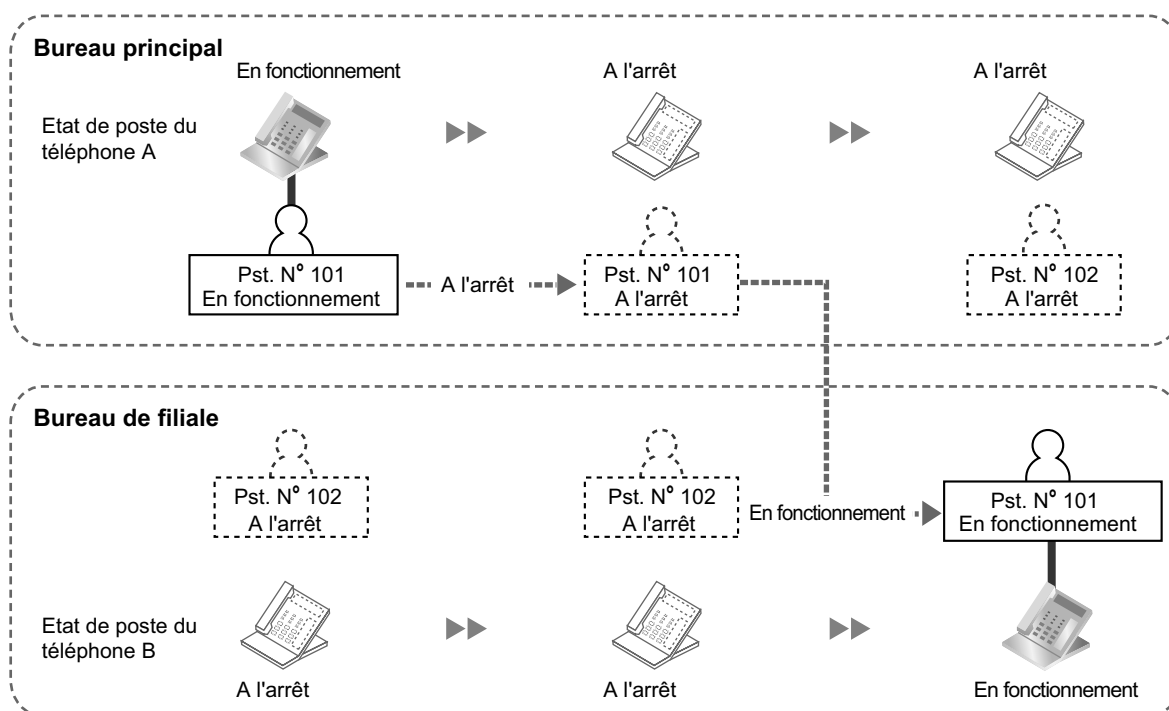 Bureau principal
En fonctionnement
A l'arrêt
A l'arrêt
Etat de poste du
téléphone A
Pst. N° 101
En fonctionnement
A l'arrêt
Pst. N° 101
A l'arrêt
Pst. N° 102
A l'arrêt
Bureau de filiale
Pst. N° 102
A l'arrêt
Pst. N° 102
A l'arrêt
En fonctionnement
Pst. N° 101
En fonctionnement
Etat de poste du
téléphone B
A l'arrêt
A l'arrêt
En fonctionnement